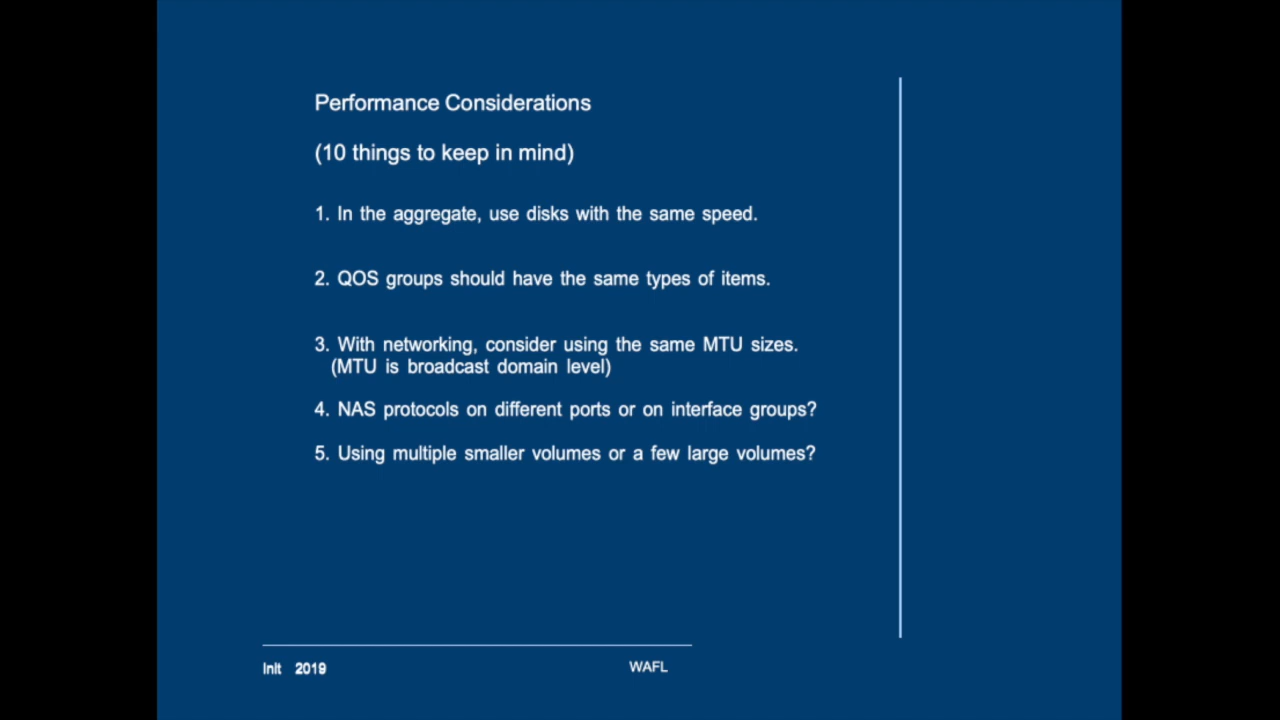 Performance Considerations
(10 things to keep in mind)
1. In the aggregate, use disks with the same speed.
2. QOS groups should have the same types of items.
3. With networking, consider using the same MTU sizes.
(MTU is broadcast domain level)
4. NAS protocols on different ports or on interface groups?
5. Using multiple smaller volumes or a few large volumes?
Init 2019
WAFL